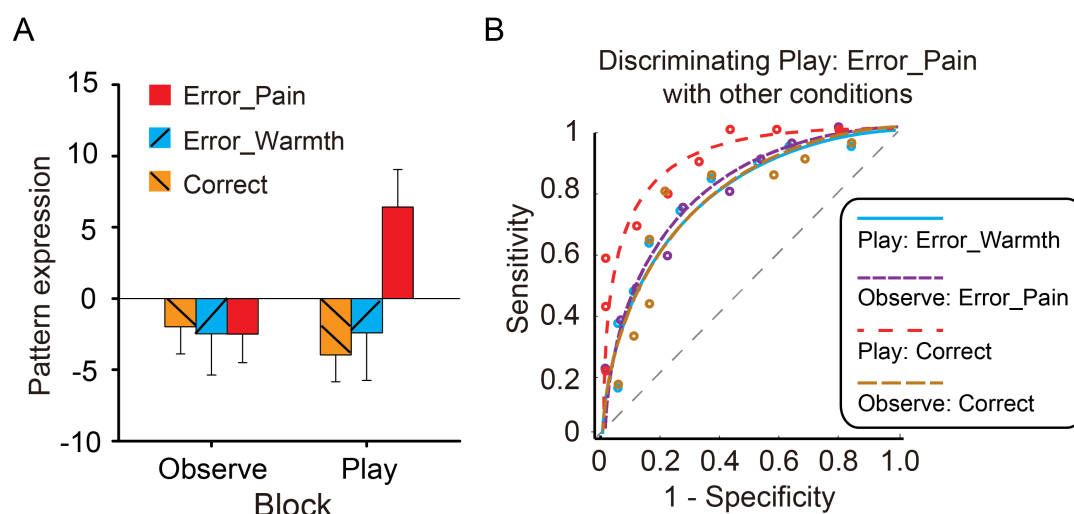 A
15
10
5
0
-5
-10
Pattern expression
Error_Pain
Error_Warmth
Correct
Observe
Play
Block
B
Discriminating Play: Error_Pain
with other conditions
1
0.8
0.6
0.4
0.2
0
Sensitivity
0
0.2
0.4
0.6
0.8
1.0
1 - Specificity
Play: Error_Warmth
Observe: Error_Pain
Play: Correct
Observe: Correct